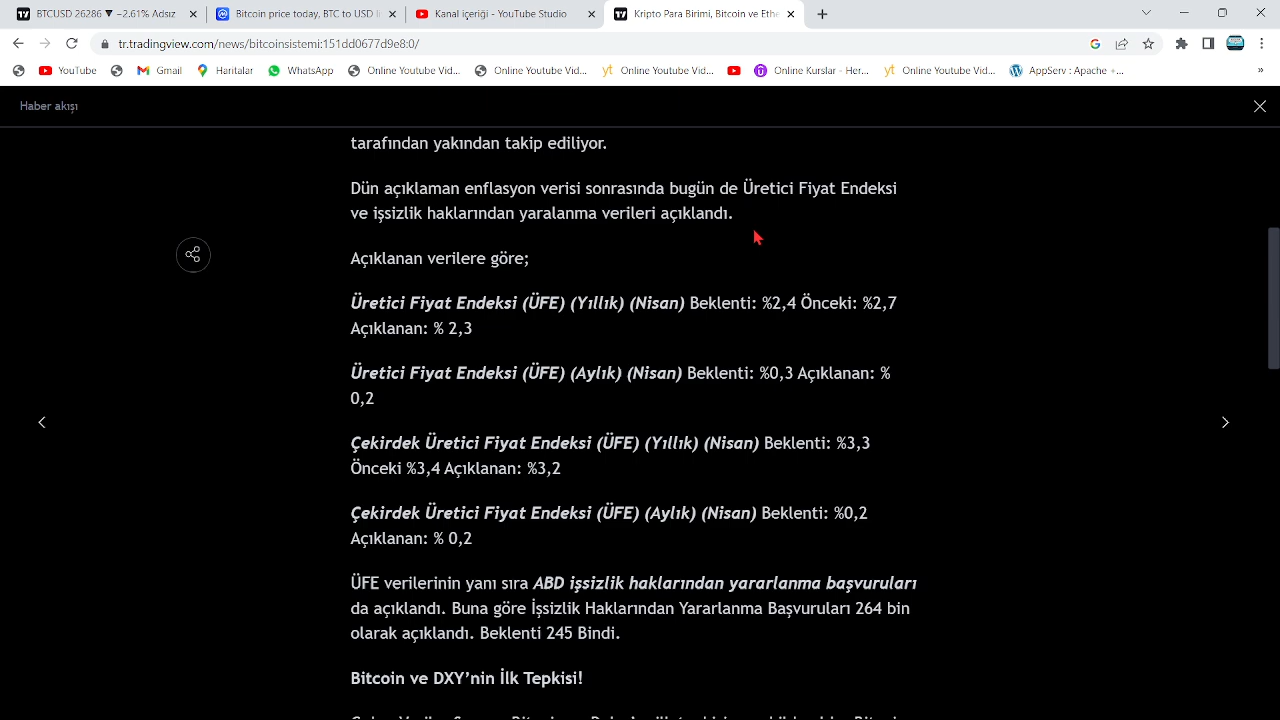 BTCUSD 26286 ▼ −2.61% Adsız
Bitcoin price today, BTC to USD l
Kanal içeriği - YouTube Studio
Kripto Para Birimi, Bitcoin ve Ethe
tr.tradingview.com/news/bitcoinsistemi:151dd0677d9e8:0/
YouTube
Gmail
Haritalar
WhatsApp
Online Youtube Vid...
Online Youtube Vid...
Online Youtube Vid...
Online Kurslar - Her...
Online Youtube Vid...
AppServ : Apache +...
»
Haber akışı
tarafından yakından takip ediliyor.
Dün açıklaman enflasyon verisi sonrasında bugün de Üretici Fiyat Endeksi
ve işsizlik haklarından yaralanma verileri açıklandı.
Açıklanan verilere göre;
Üretici Fiyat Endeksi (ÜFE) (Yıllık) (Nisan) Beklenti: %2,4 Önceki: %2,7
Açıklanan: % 2,3
Üretici Fiyat Endeksi (ÜFE) (Aylık) (Nisan) Beklenti: %0,3 Açıklanan: %
0,2
Çekirdek Üretici Fiyat Endeksi (ÜFE) (Yıllık) (Nisan) Beklenti: %3,3
Önceki %3,4 Açıklanan: %3,2
Çekirdek Üretici Fiyat Endeksi (ÜFE) (Aylık) (Nisan) Beklenti: %0,2
Açıklanan: % 0,2
ÜFE verilerinin yanı sıra ABD işsizlik haklarından yararlanma başvuruları
da açıklandı. Buna göre İşsizlik Haklarından Yararlanma Başvuruları 264 bin
olarak açıklandı. Beklenti 245 Bindi.
Bitcoin ve DXY’nin İlk Tepkisi!